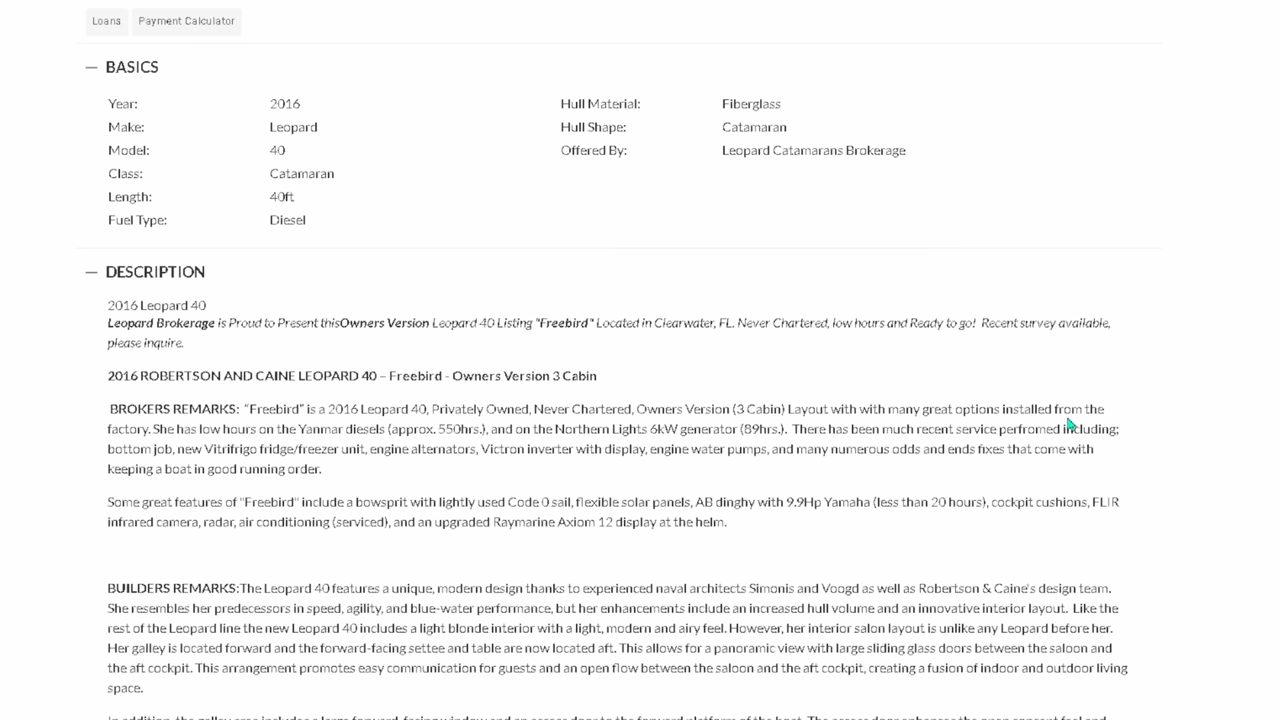 Loans Payment Calculator
— BASICS
Year: 2016 Hull Material: Fiberglass
Make: Leopard Hull Shape: Catamaran
Model: 40 Offered By: Leopard Catamarans Brokerage
Class: Catamaran
Length: 40ft
Fuel Type: Diesel
— DESCRIPTION
2016 Leopard 40
Leopard Brokerage is Proud to Present thisOwners Version Leopard 40 Listing "Freebird" Located in Clearwater, FL. Never Chartered, low hours and Ready to go! Recent survey available,
please inquire.
2016 ROBERTSON AND CAINE LEOPARD 40 – Freebird - Owners Version 3 Cabin
BROKERS REMARKS: "Freebird" is a 2016 Leopard 40, Privately Owned, Never Chartered, Owners Version (3 Cabin) Layout with with many great options installed from the
factory. She has low hours on the Yanmar diesels (approx. 550hrs.), and on the Northern Lights 6kW generator (89hrs.). There has been much recent service perfromed including;
bottom job, new Vitrifrigo fridge/freezer unit, engine alternators, Victron inverter with display, engine water pumps, and many numerous odds and ends fixes that come with
keeping a boat in good running order.
Some great features of "Freebird" include a bowsprit with lightly used Code 0 sail, flexible solar panels, AB dinghy with 9.9Hp Yamaha (less than 20 hours), cockpit cushions, FLIR
infrared camera, radar, air conditioning (serviced), and an upgraded Raymarine Axiom 12 display at the helm.
BUILDERS REMARKS:The Leopard 40 features a unique, modern design thanks to experienced naval architects Simonis and Voogd as well as Robertson & Caine's design team.
She resembles her predecessors in speed, agility, and blue-water performance, but her enhancements include an increased hull volume and an innovative interior layout. Like the
rest of the Leopard line the new Leopard 40 includes a light blonde interior with a light, modern and airy feel. However, her interior salon layout is unlike any Leopard before her.
Her galley is located forward and the forward-facing settee and table are now located aft. This allows for a panoramic view with large sliding glass doors between the saloon and
the aft cockpit. This arrangement promotes easy communication for guests and an open flow between the saloon and the aft cockpit, creating a fusion of indoor and outdoor living
space.